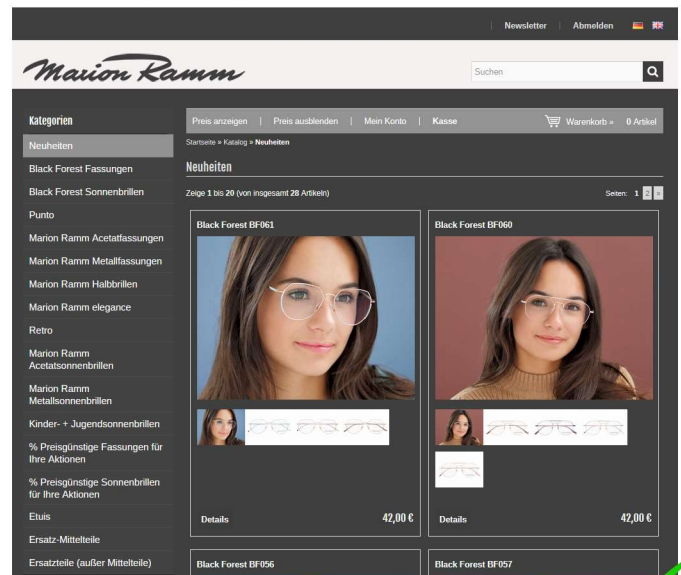 Newsletter | Abmelden
Marion Ramm
Suchen
Kategorien
Neuheiten
Black Forest Fassungen
Black Forest Sonnenbrillen
Punto
Marion Ramm Acetatfassungen
Marion Ramm Metallfassungen
Marion Ramm Halbbrillen
Marion Ramm elegance
Retro
Marion Ramm
Acetatsonnenbrillen
Marion Ramm
Metallsonnenbrillen
Kinder- + Jugendsonnenbrillen
% Preisgünstige Fassungen für
Ihre Aktionen
% Preisgünstige Sonnenbrillen
für Ihre Aktionen
Etuis
Ersatz-Mittelteile
Ersatzteile (außer Mittelteile)
Preis anzeigen | Preis ausblenden | Mein Konto | Kasse
Warenkorb » 0 Artikel
Startseite » Katalog » Neuheiten
Neuheiten
Zeige 1 bis 20 (von insgesamt 28 Artikeln)
Seiten: 1 2 »
Black Forest BF061
Details 42,00 €
Black Forest BF060
Details 42,00 €
Black Forest BF056
Black Forest BF057